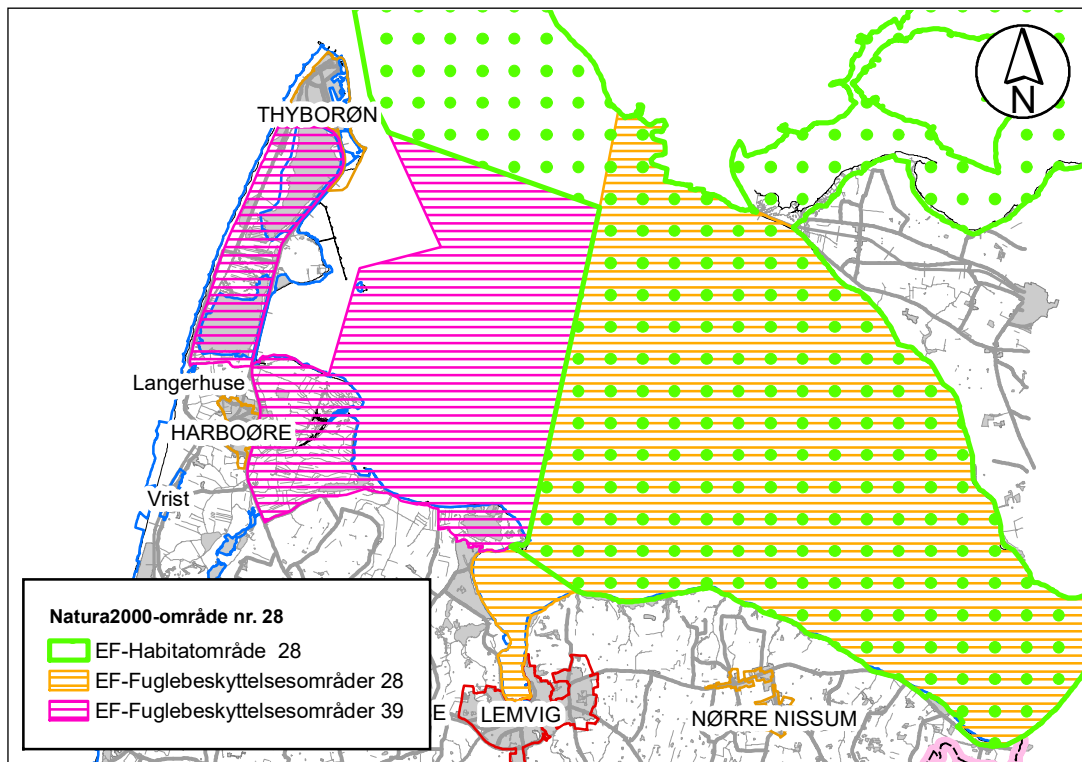 N
THYBORØN
Langerhuse
HARBOØRE
Vrist
Natura2000-område nr. 28
EF-Habitatområde 28
EF-Fuglebeskyttelsesområder 28
EF-Fuglebeskyttelsesområder 39
E
LEMVIG
NØRRE NISSUM